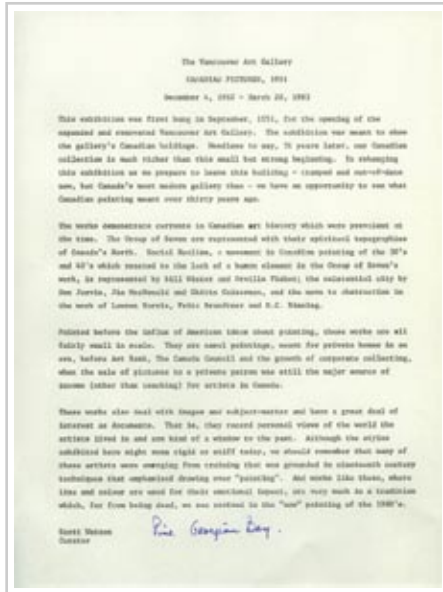 The Vancouver Art Gallery
CANADIAN PICTURES, 1951
December 4, 1982 - March 20, 1983
This exhibition was first hung in September, 1951, for the opening of the
expanded and renovated Vancouver Art Gallery. The exhibition was meant to show
the gallery's Canadian holdings. Needless to say, years later, our Canadian
collection is much richer than this small but strong beginning. In rehanging
this exhibition as we prepare to leave this building - cramped and out-of-date
now, but Canada's most modern gallery then - we have an opportunity to see what
Canadian painting meant over thirty years ago.
The works demonstrate currents in Canadian art history which were prevalent at
the time. The Group of Seven are represented with their spiritual topographies
of Canada's North. Social Realism, a movement in Canadian painting of the 30's
and 40's which reacted to the lack of a human element in the Group of Seven's
work, is represented by and Orville Fisher; the existential city by
Don Jarvis, Jim MacDonald and and the move to abstraction in
the work of Lawren Harris, Fritz Brandtner and B.C. Binning.
Painted before the influx of American ideas about painting, these works are all
fairly small in scale. They are easel paintings, meant for private homes in an
era, before Art Bank, The Canada Council and the growth of corporate collecting,
when the sale of pictures to a private patron was still the major source of
income (other than teaching) for artists in Canada.
These works also deal with images and subject-matter and have a great deal of
interest as documents. That is, they record personal views of the world the
artists lived in and are kind of a window to the past. Although the styles
exhibited here might seem rigid or stiff today, we should remember that many of
these artists were emerging from training that was grounded in nineteenth century
techniques that emphasized drawing over "painting". And works like these, where
line and colour are used for their emotional impact, are very much in a tradition
which, far from being dead, we see revived in the "new" painting of the 1980's.
Scott Watson
Curator
Pine Georgian Bay.